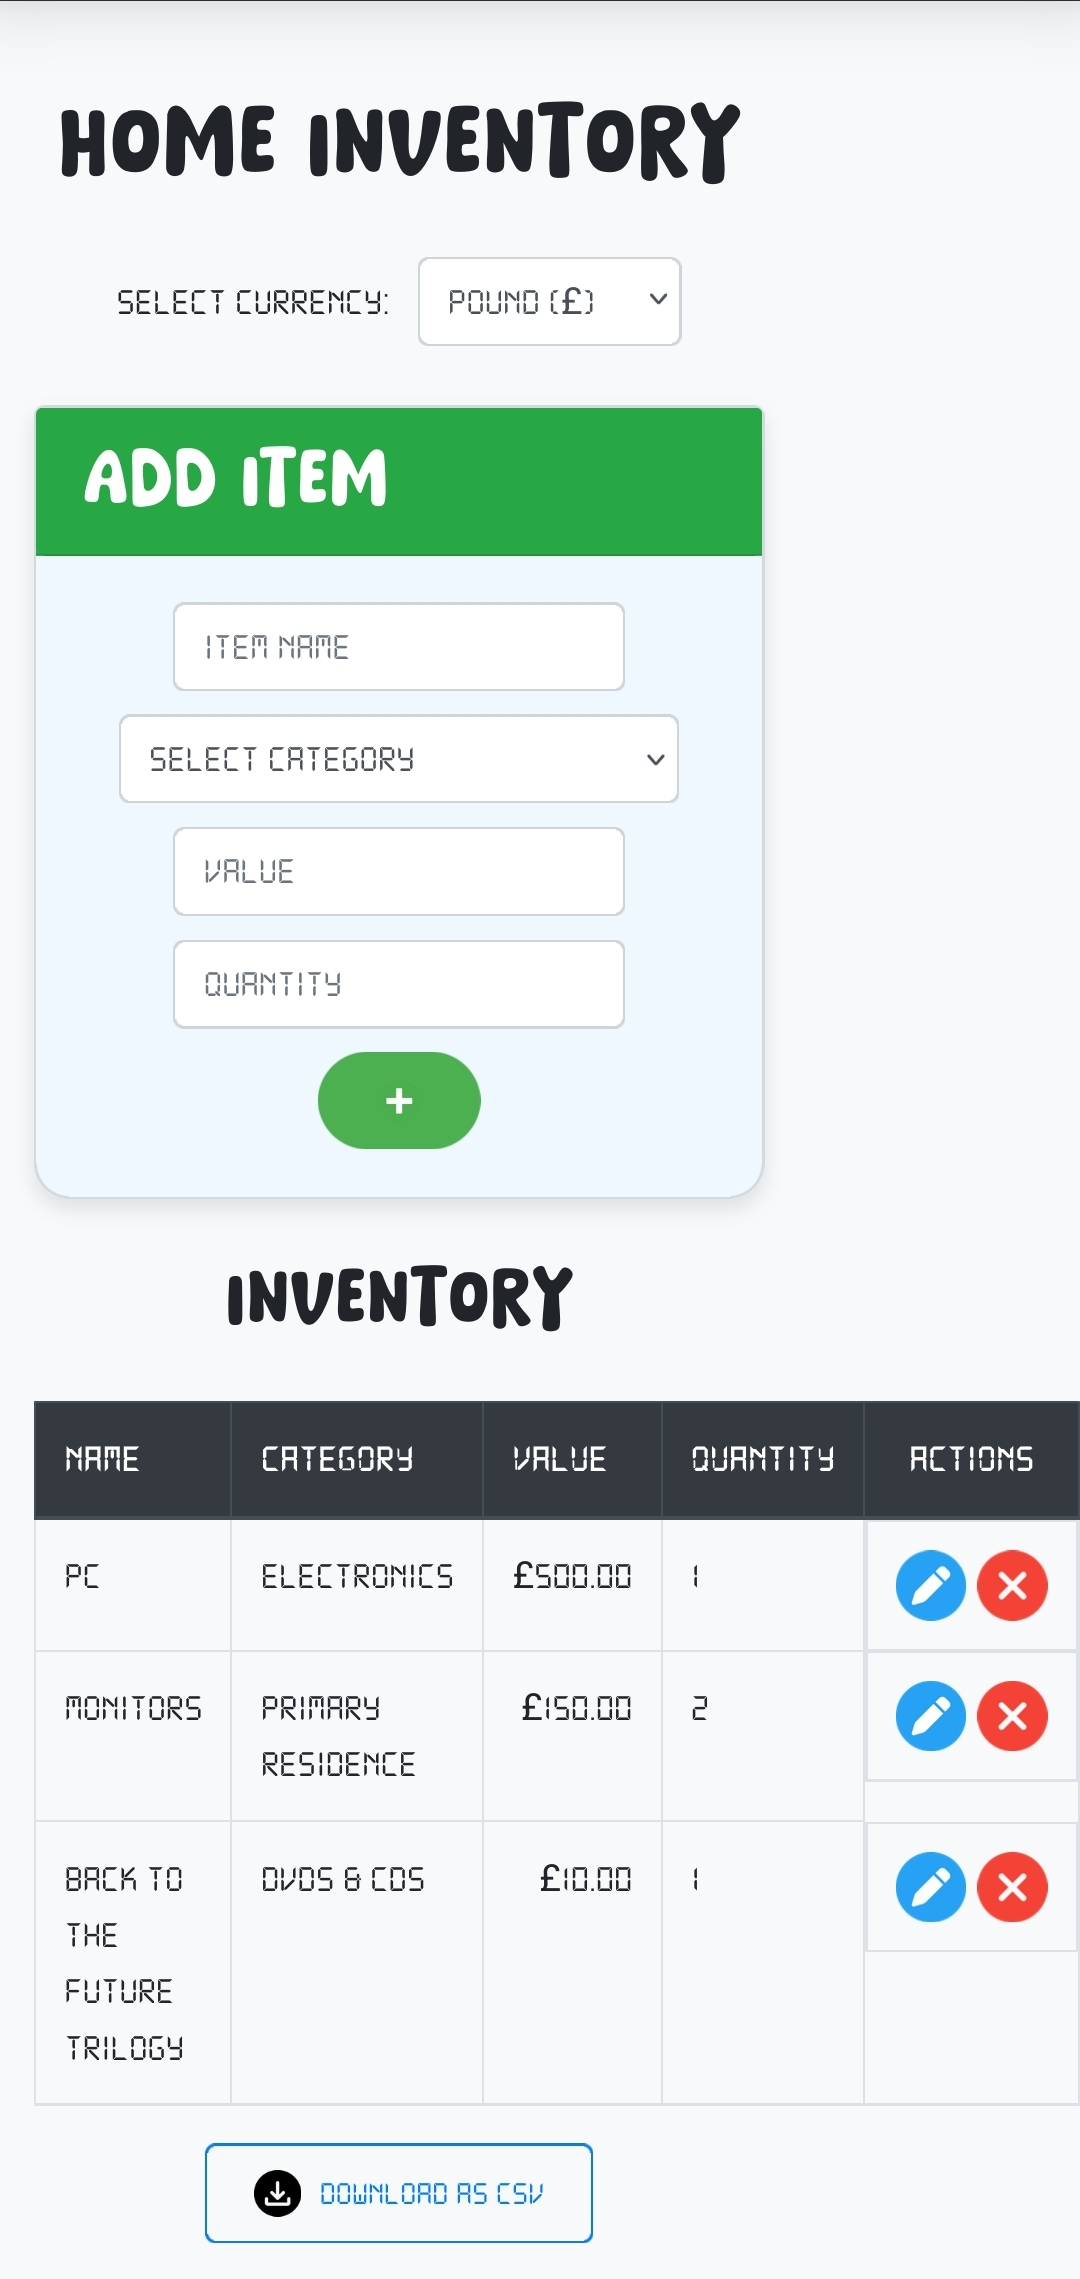 HOME INVENTORY
SELECT CURRENCY: POUND (£)
ADD ITEM
ITEM NAME
SELECT CATEGORY
VALUE
QUANTITY
+
INVENTORY
NAME CATEGORY VALUE QUANTITY ACTIONS
PC ELECTRONICS £500.00 1
MONITORS PRIMARY £150.00 2
RESIDENCE
BACK TO DVDS & CDS £10.00 1
THE
FUTURE
TRILOGY
DOWNLOAD AS CSV